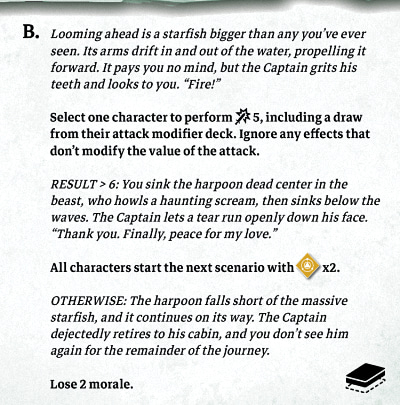 B. Looming ahead is a starfish bigger than any you’ve ever
seen. Its arms drift in and out of the water, propelling it
forward. It pays you no mind, but the Captain grits his
teeth and looks to you. “Fire!”
Select one character to perform 5, including a draw
from their attack modifier deck. Ignore any effects that
don’t modify the value of the attack.
RESULT > 6: You sink the harpoon dead center in the
beast, who howls a haunting scream, then sinks below the
waves. The Captain lets a tear run openly down his face.
“Thank you. Finally, peace for my love.”
All characters start the next scenario with x2.
OTHERWISE: The harpoon falls short of the massive
starfish, and it continues on its way. The Captain
dejectedly retires to his cabin, and you don’t see him
again for the remainder of the journey.
Lose 2 morale.